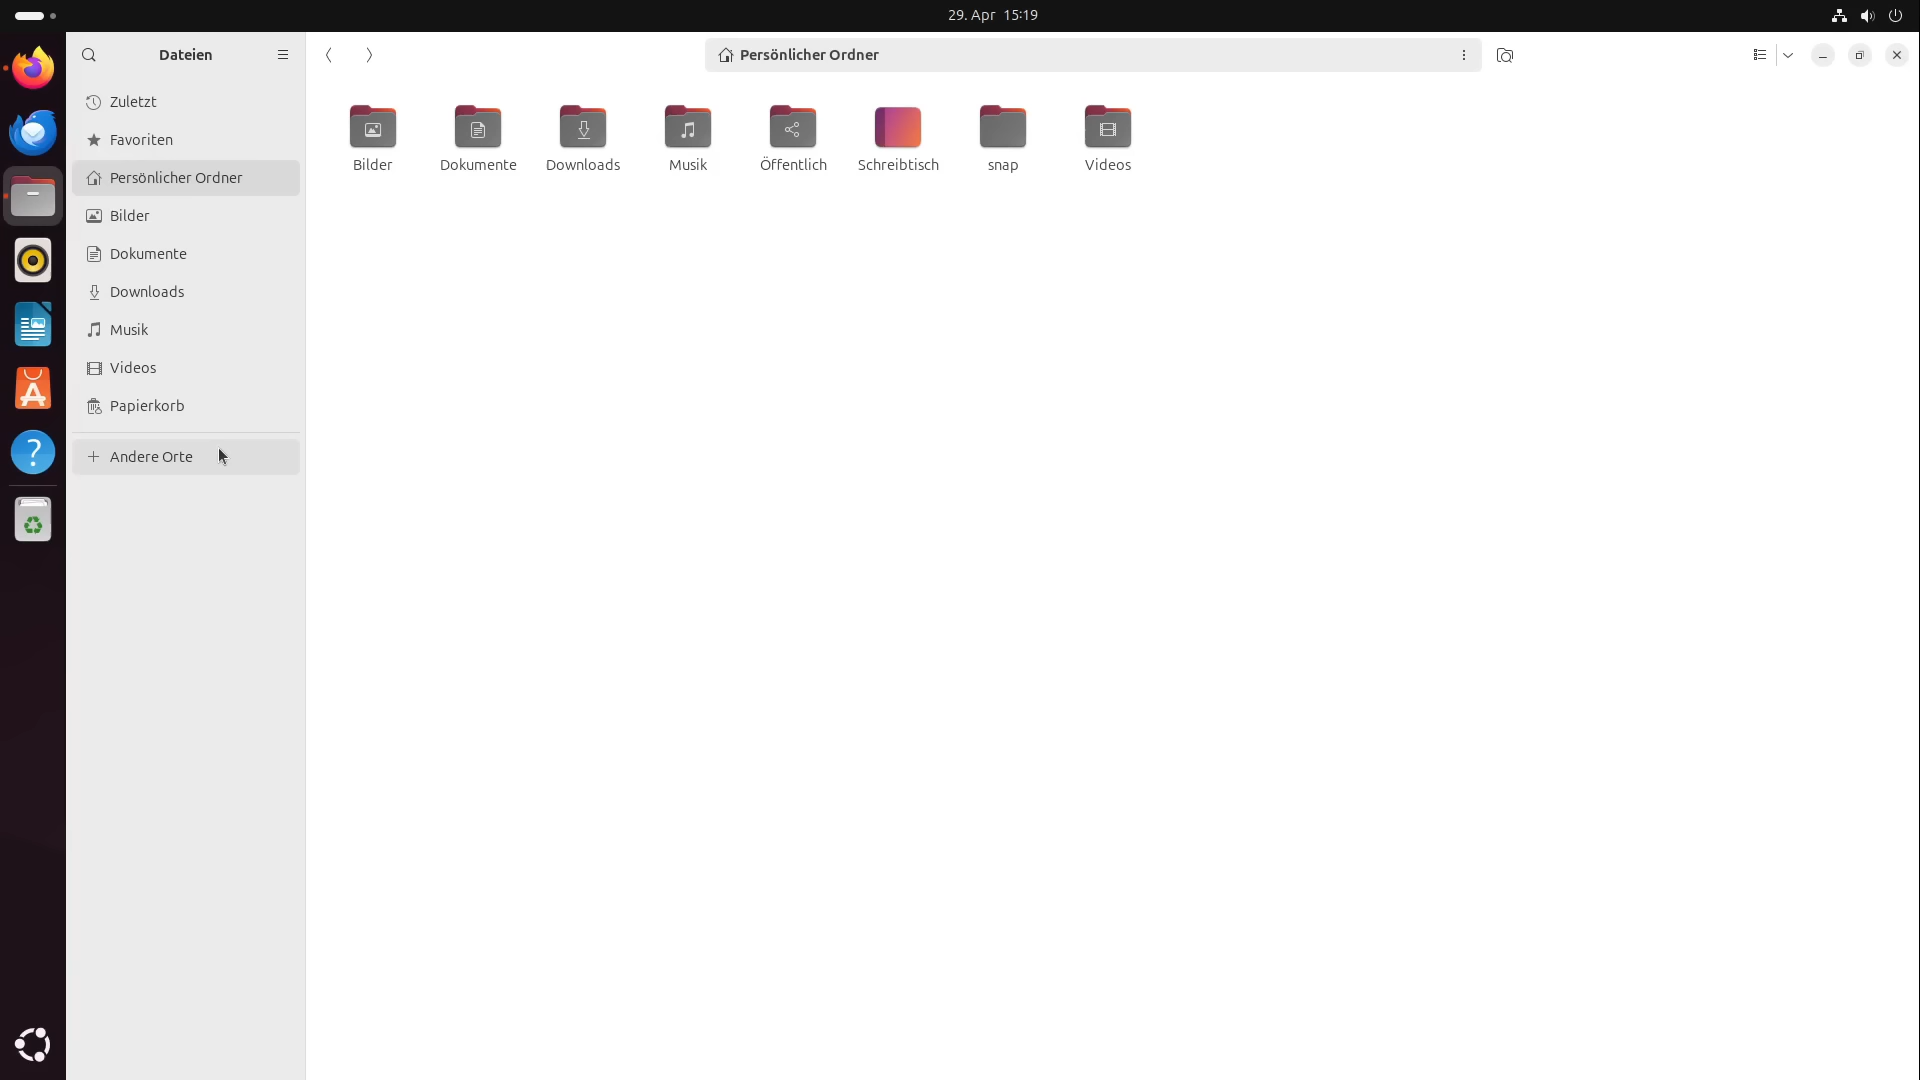 29. Apr 15:19
Dateien
Persönlicher Ordner
Zuletzt
Favoriten
Persönlicher Ordner
Bilder
Dokumente
Downloads
Musik
Videos
Papierkorb
Andere Orte
Bilder
Dokumente
Downloads
Musik
Öffentlich
Schreibtisch
snap
Videos